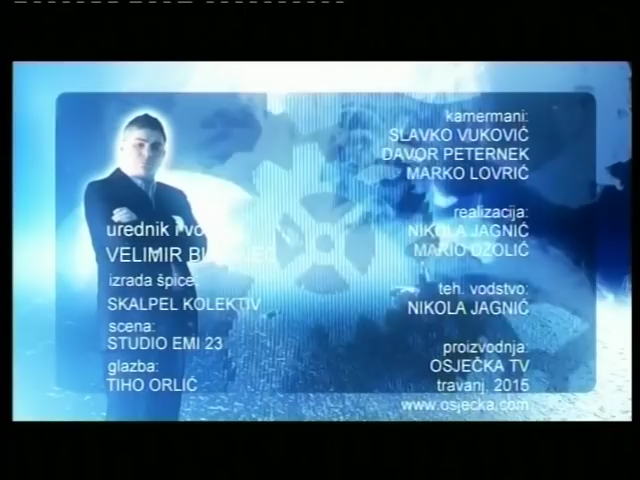 urednik i vo
VELIMIR
izrada špice:
SKALPEL KOLEKTIV
scena:
STUDIO EMI 23
glazba:
TIHO ORLIĆ
kamermani:
SLAVKO VUKOVIĆ
DAVOR PETERNEK
MARKO LOVRIĆ
realizacija:
NIKOLA JAGNIĆ
MARIO DZOLIĆ
teh. vodstvo:
NIKOLA JAGNIĆ
proizvodnja:
OSJEČKA TV
travanj, 2015
www.osjecka.com